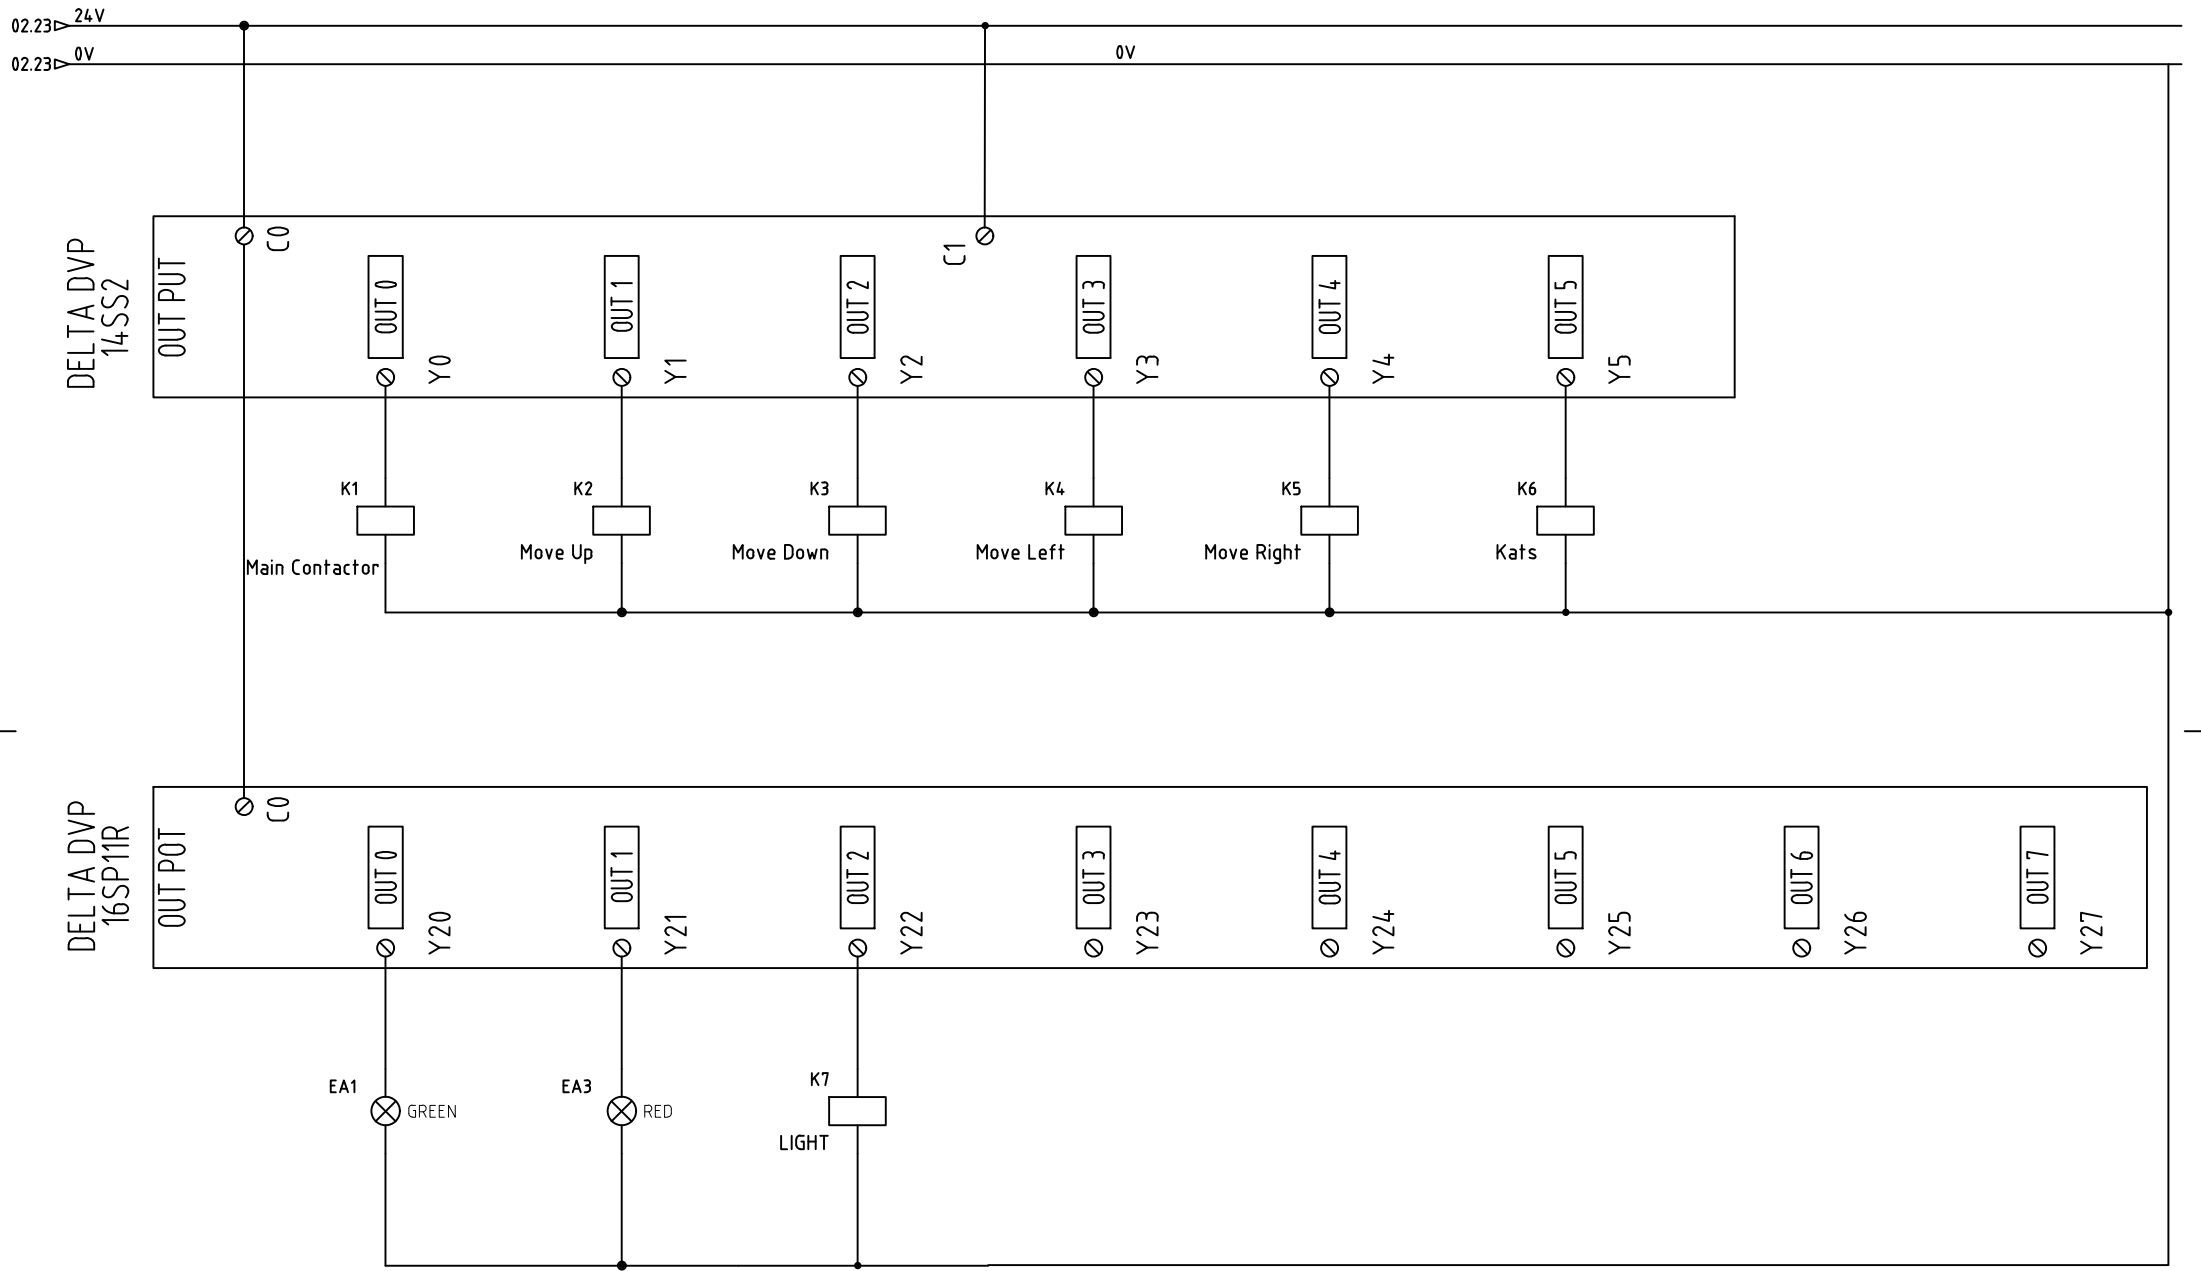 02.23 24V
02.23 0V
0V
DELTA DVP
14SS2
OUT PUT
C0
C1
OUT 0
OUT 1
OUT 2
OUT 3
OUT 4
OUT 5
Y0
Y1
Y2
Y3
Y4
Y5
K1
K2
K3
K4
K5
K6
Main Contactor
Move Up
Move Down
Move Left
Move Right
Kats
DELTA DVP
16SP11R
OUT POT
C0
OUT 0
OUT 1
OUT 2
OUT 3
OUT 4
OUT 5
OUT 6
OUT 7
Y20
Y21
Y22
Y23
Y24
Y25
Y26
Y27
EA1
GREEN
EA3
RED
K7
LIGHT